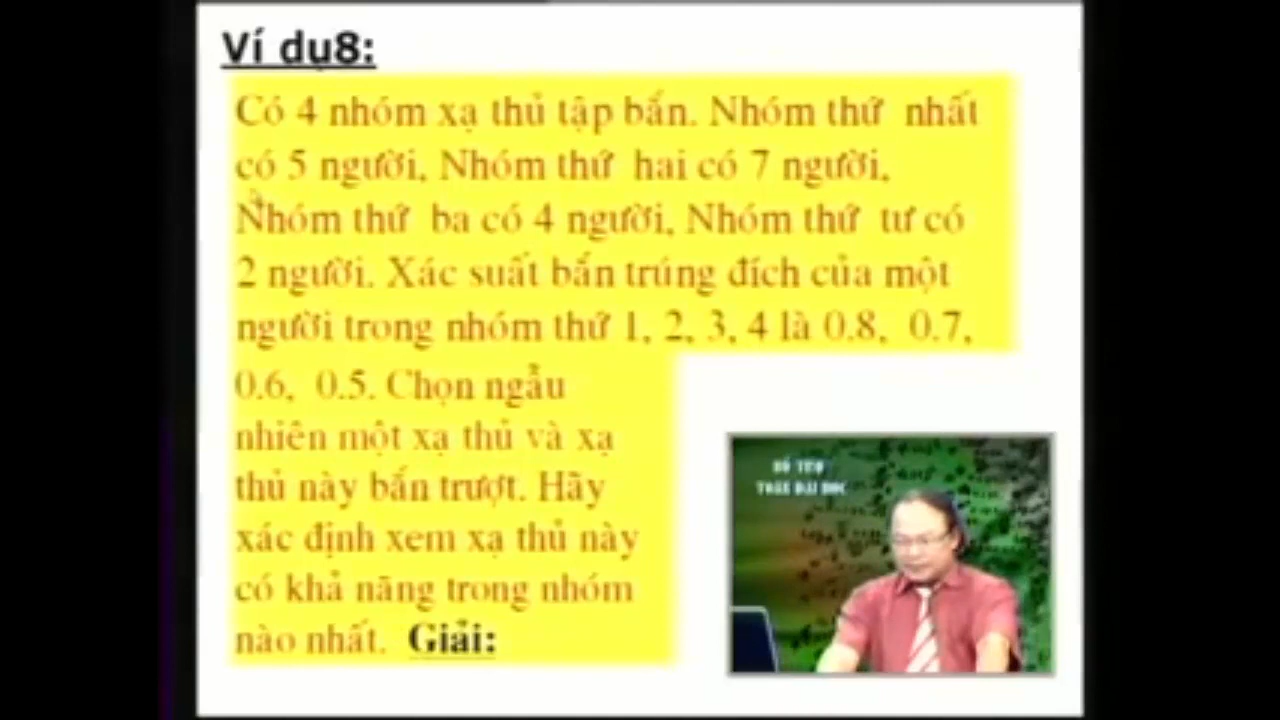 Ví dụ8:
Có 4 nhóm xạ thủ tập bắn. Nhóm thứ nhất
có 5 người, Nhóm thứ hai có 7 người,
Nhóm thứ ba có 4 người, Nhóm thứ tư có
2 người. Xác suất bắn trúng đích của một
người trong nhóm thứ 1, 2, 3, 4 là 0.8, 0.7,
0.6, 0.5. Chọn ngẫu
nhiên một xạ thủ và xạ
thủ này bắn trượt. Hãy
xác định xem xạ thủ này
có khả năng trong nhóm
nào nhất. Giải: